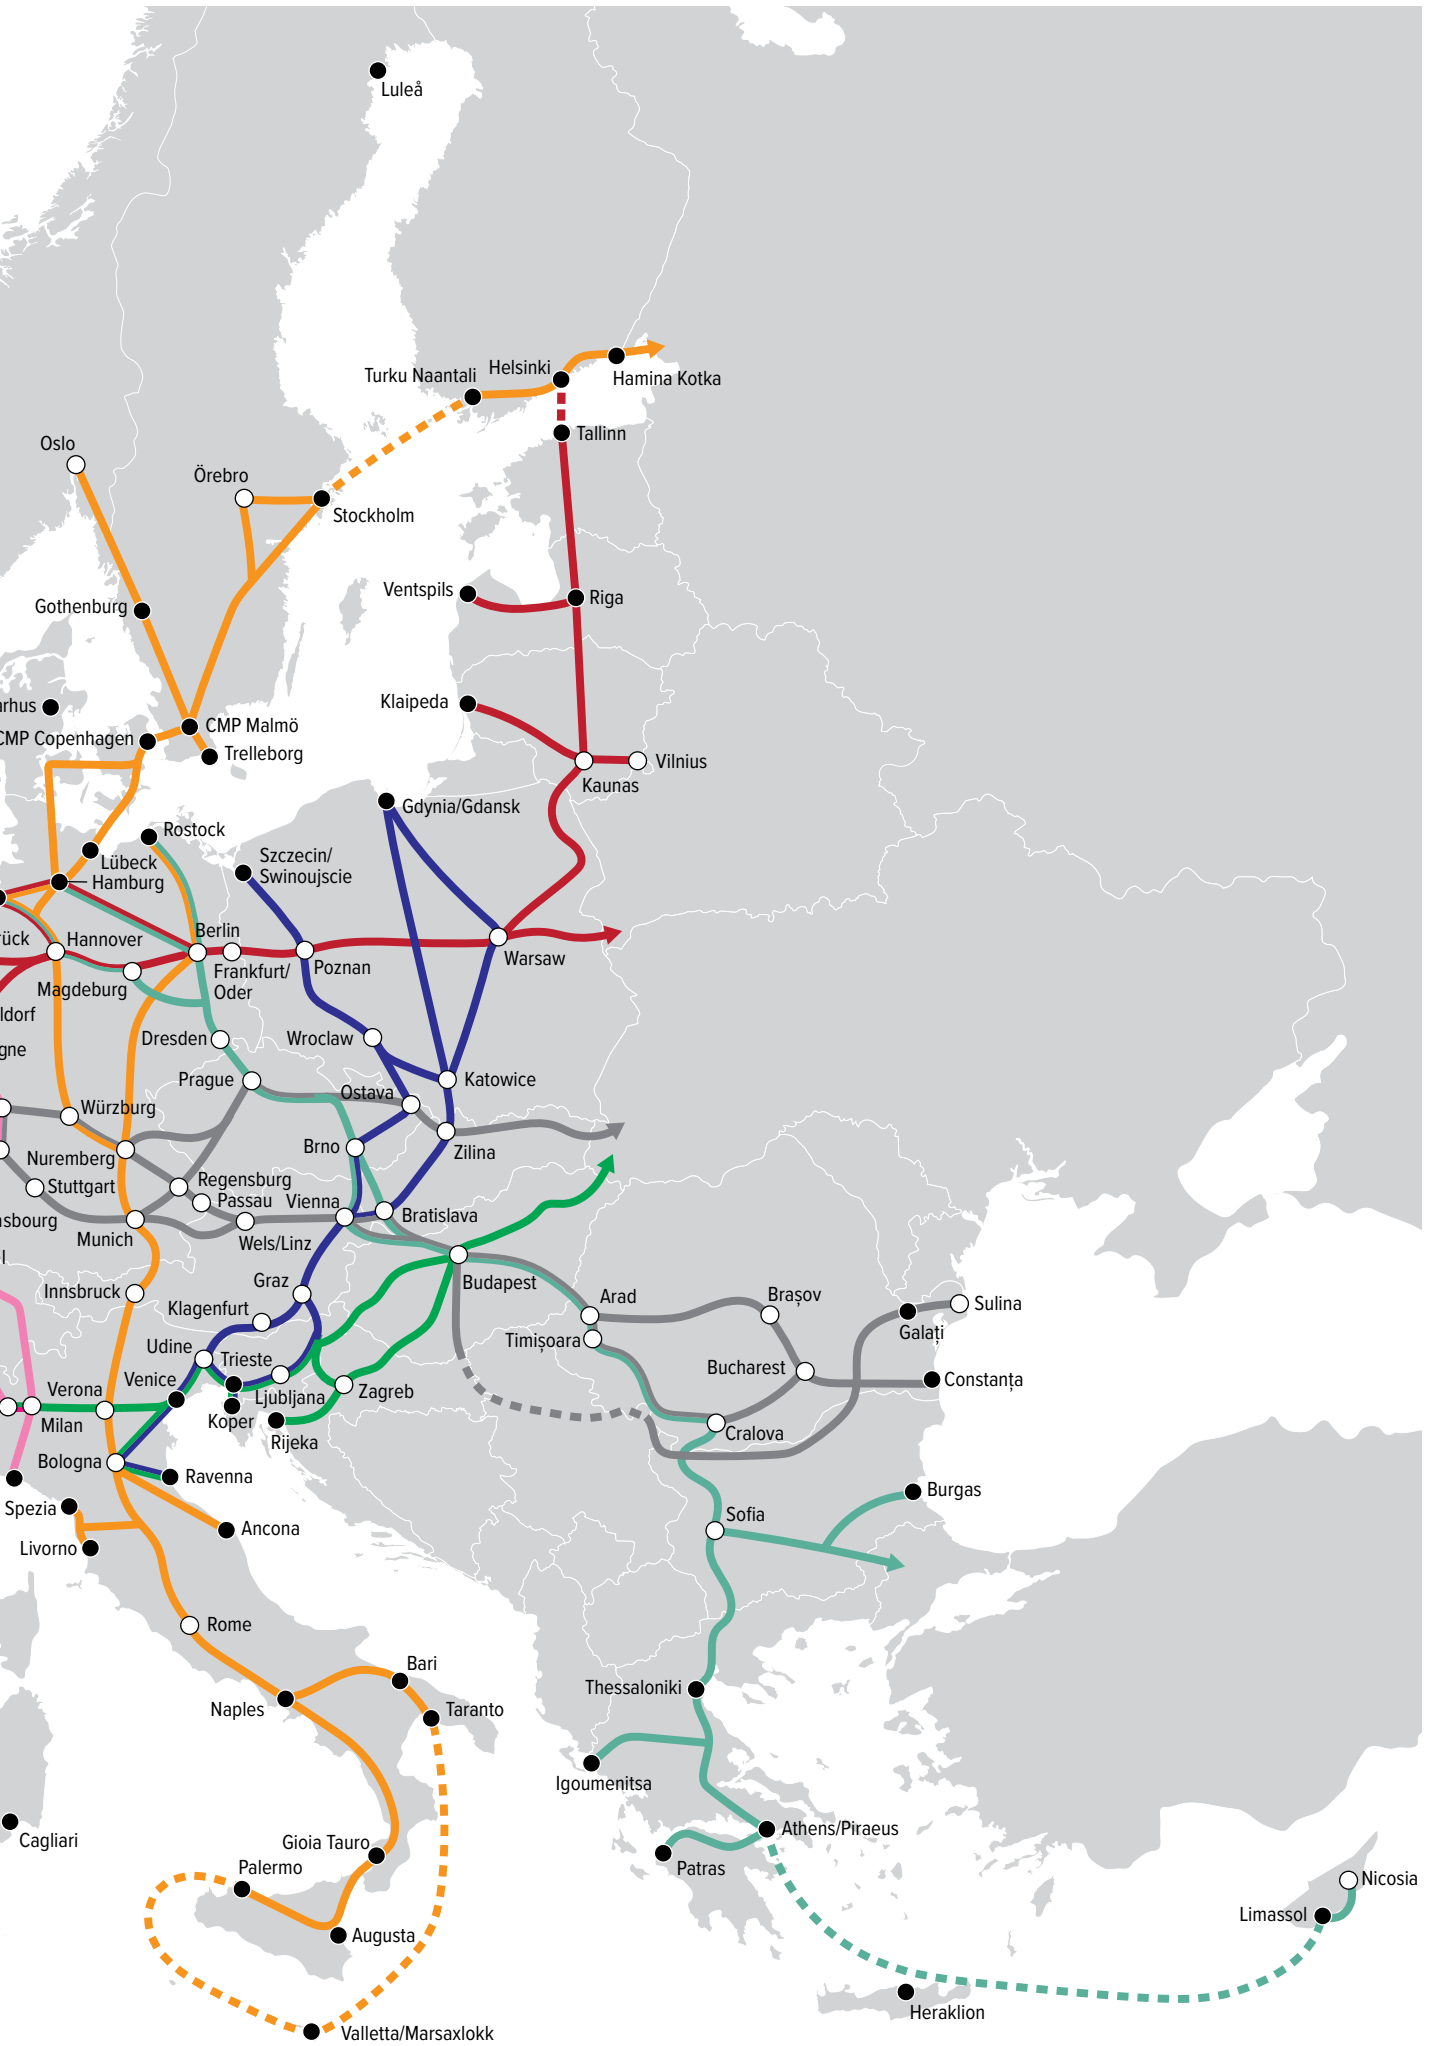 Luleå
Helsinki
Turku Naantali
Hamina Kotka
Tallinn
Oslo
Örebro
Stockholm
Ventspils
Riga
Gothenburg
Klaipeda
arhus
CMP Malmö
CMP Copenhagen
Trelleborg
Vilnius
Kaunas
Gdynia/Gdansk
Rostock
Szczecin/
Swinoujscie
Lübeck
Hamburg
Berlin
rück
Hannover
Warsaw
Poznan
Frankfurt/
Oder
Magdeburg
ldorf
Dresden
Wroclaw
gne
Prague
Katowice
Ostava
Würzburg
Brno
Zilina
Nuremberg
Regensburg
Stuttgart
Passau
Vienna
Bratislava
asbourg
Munich
Wels/Linz
l
Graz
Budapest
Innsbruck
Arad
Brașov
Sulina
Klagenfurt
Galați
Timișoara
Udine
Trieste
Bucharest
Venice
Constanța
Verona
Ljubljana
Zagreb
Milan
Koper
Cralova
Rijeka
Bologna
Ravenna
Burgas
Spezia
Sofia
Ancona
Livorno
Rome
Bari
Thessaloniki
Naples
Taranto
Igoumenitsa
Athens/Piraeus
Cagliari
Gioia Tauro
Palermo
Patras
Nicosia
Limassol
Augusta
Heraklion
Valletta/Marsaxlokk